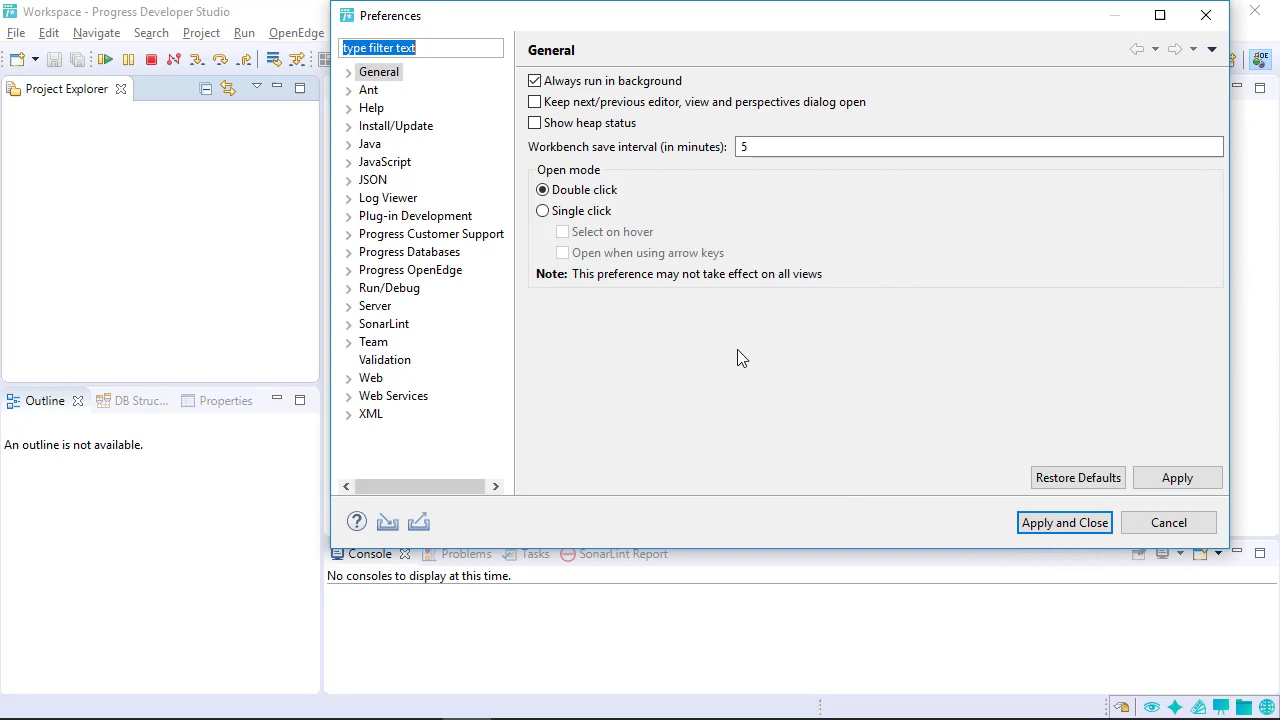 Workspace - Progress Developer Studio
File Edit Navigate Search Project Run OpenEdge
Project Explorer
Outline DB Struc... Properties
An outline is not available.
Preferences
type filter text
General
Ant
Help
Install/Update
Java
JavaScript
JSON
Log Viewer
Plug-in Development
Progress Customer Support
Progress Databases
Progress OpenEdge
Run/Debug
Server
SonarLint
Team
Validation
Web
Web Services
XML
General
Always run in background
Keep next/previous editor, view and perspectives dialog open
Show heap status
Workbench save interval (in minutes): 5
Open mode
Double click
Single click
Select on hover
Open when using arrow keys
Note: This preference may not take effect on all views
Restore Defaults Apply
Apply and Close Cancel
Console Problems Tasks SonarLint Report
No consoles to display at this time.